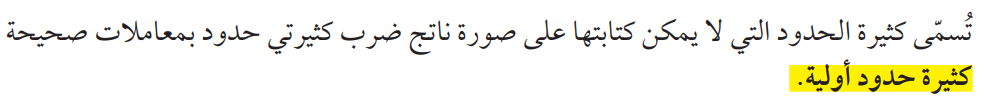 تُسمّى كثيرة الحدود التي لا يمكن كتابتها على صورة ناتج ضرب كثيرتي حدود بمعاملات صحيحة
كثيرة حدود أولية.